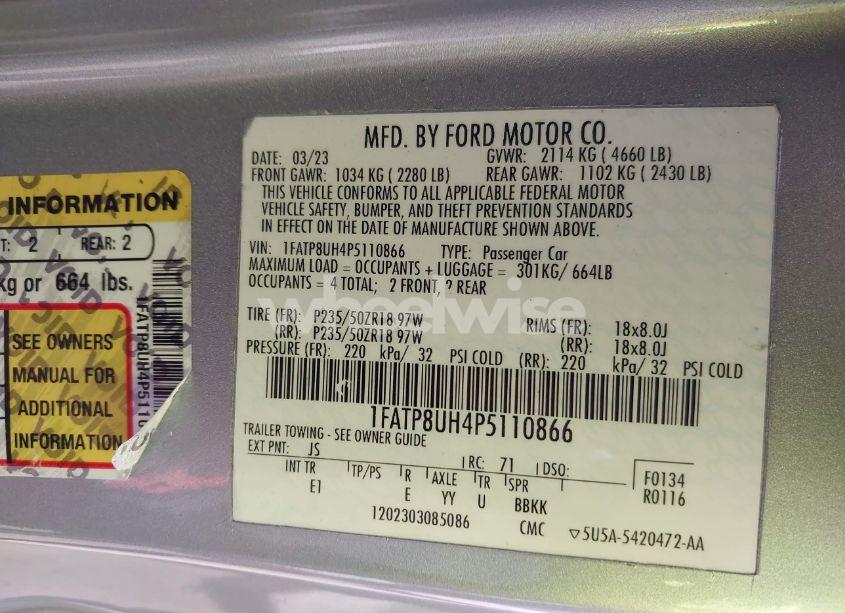 INFORMATION
T: 2 REAR: 2
kg or 664 lbs.
SEE OWNERS
MANUAL FOR
ADDITIONAL
INFORMATION
1FATP8UH4P5110
VOID VOID
MFD. BY FORD MOTOR CO.
DATE: 03/23 GVWR: 2114 KG ( 4660 LB)
FRONT GAWR: 1034 KG ( 2280 LB) REAR GAWR: 1102 KG ( 2430 LB)
THIS VEHICLE CONFORMS TO ALL APPLICABLE FEDERAL MOTOR
VEHICLE SAFETY, BUMPER, AND THEFT PREVENTION STANDARDS
IN EFFECT ON THE DATE OF MANUFACTURE SHOWN ABOVE.
VIN: 1FATP8UH4P5110866 TYPE: Passenger Car
MAXIMUM LOAD = OCCUPANTS + LUGGAGE = 301KG/ 664LB
OCCUPANTS = 4 TOTAL; 2 FRONT, 2 REAR
wheelwise
TIRE (FR): P235/50ZR18 97W RIMS (FR): 18x8.0J
(RR): P235/50ZR18 97W (RR): 18x8.0J
PRESSURE (FR): 220 kPa/ 32 PSI COLD (RR): 220 kPa/ 32 PSI COLD
1FATP8UH4P5110866
TRAILER TOWING - SEE OWNER GUIDE
EXT PNT: JS RC: 71 DSO: F0134
INT TR TP/PS R AXLE TR SPR R0116
E1 E YY U BBKK
1202303085086 CMC ▽5U5A-5420472-AA